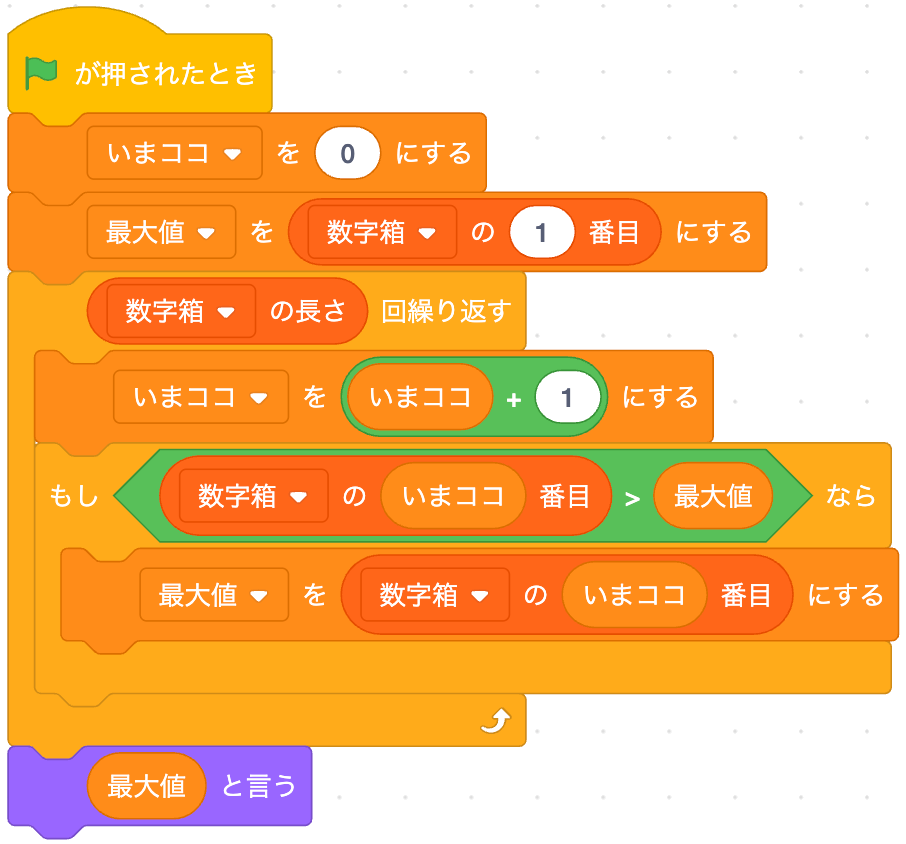 が押されたとき
いまココ を 0 にする
最大値 を 数字箱 の 1 番目 にする
数字箱 の長さ 回繰り返す
いまココ を いまココ + 1 にする
もし 数字箱 の いまココ 番目 > 最大値 なら
最大値 を 数字箱 の いまココ 番目 にする
最大値 と言う